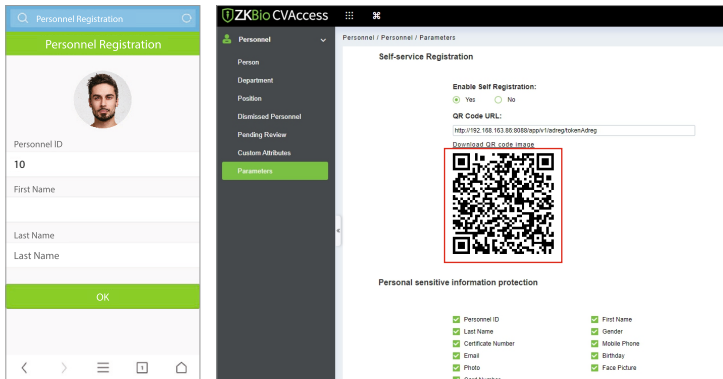 Personnel Registration
Personnel Registration
Personnel ID
10
First Name
Last Name
Last Name
OK
1
ZKBio CVAccess
Personnel
Person
Department
Position
Dismissed Personnel
Pending Review
Custom Attributes
Parameters
Personnel / Personnel / Parameters
Self-service Registration
Enable Self Registration:
Yes No
QR Code URL:
http://192.168.163.86:8088/app/v1/adreg/tokenAdreg
Download QR code image
Personal sensitive information protection
Personnel ID First Name
Last Name Gender
Certificate Number Mobile Phone
Email Birthday
Photo Face Picture
Card Number